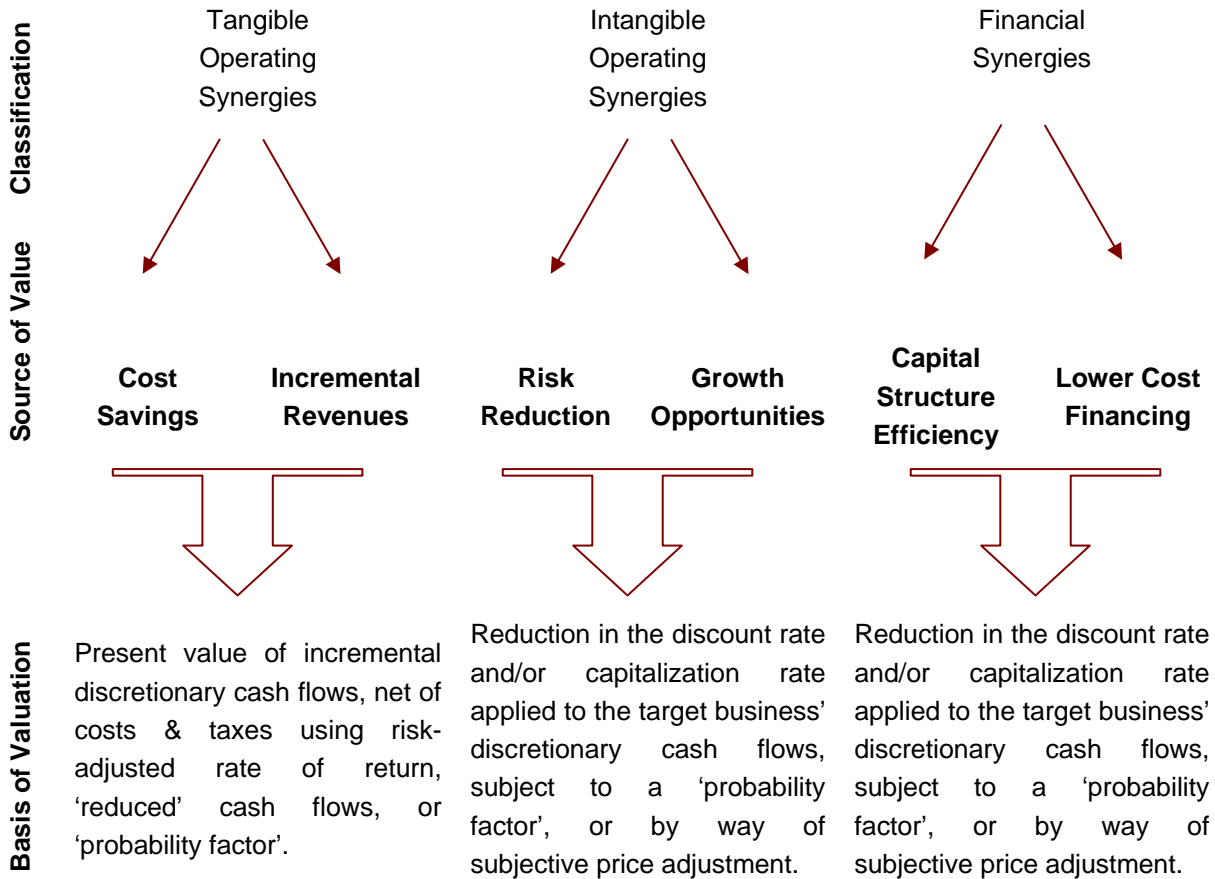 Classification
Tangible
Operating
Synergies
Intangible
Operating
Synergies
Financial
Synergies
Source of Value
Cost
Savings
Incremental
Revenues
Risk
Reduction
Growth
Opportunities
Capital
Structure
Efficiency
Lower Cost
Financing
Basis of Valuation
Present value of incremental
discretionary cash flows, net of
costs & taxes using risk-
adjusted rate of return,
‘reduced’ cash flows, or
‘probability factor’.
Reduction in the discount rate
and/or capitalization rate
applied to the target business’
discretionary cash flows,
subject to a ‘probability
factor’, or by way of
subjective price adjustment.
Reduction in the discount rate
and/or capitalization rate
applied to the target business’
discretionary cash flows,
subject to a ‘probability
factor’, or by way of
subjective price adjustment.